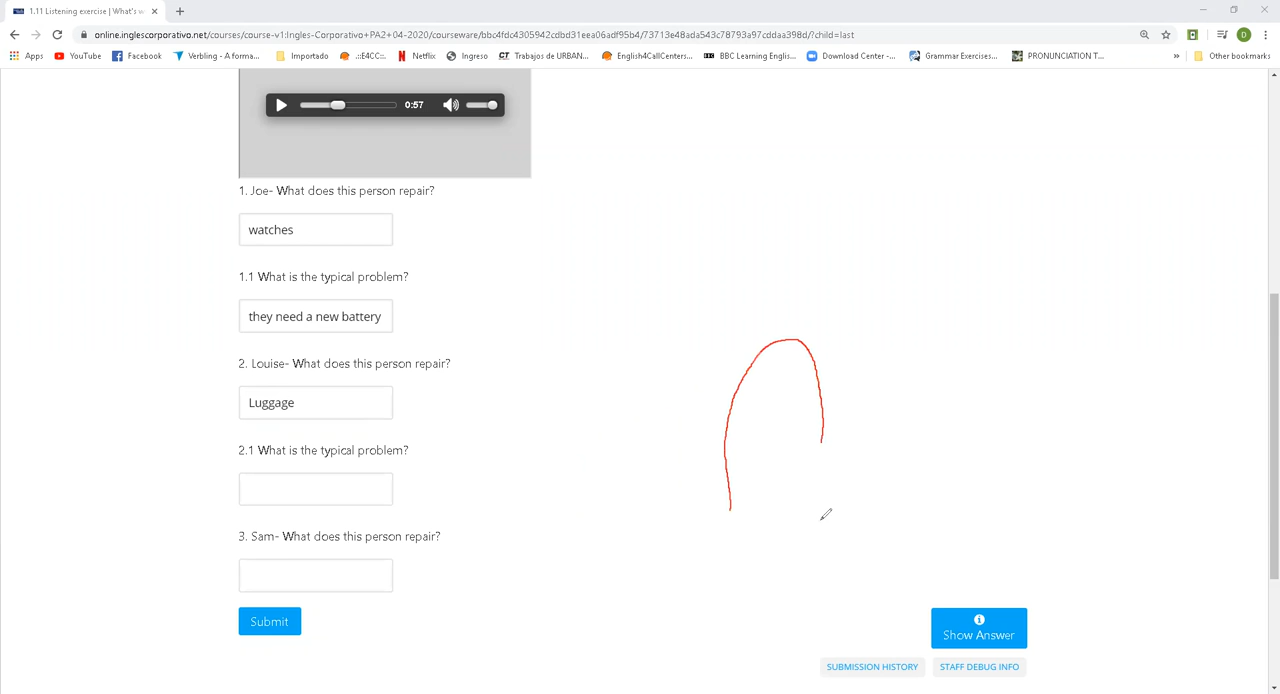 1.11 Listening exercise | What's w
online.inglescorporativo.net/courses/course-v1:Ingles-Corporativo+PA2+04-2020/courseware/bbc4fdc4305942cdbd31eea06adf95b4/73713e48ada543c78793a97cddaa398d/?child=last
D
Apps YouTube Facebook Verbling - A forma... Importado .::E4CC::. Netflix Ingreso CT Trabajos de URBAN... English4CallCenters... BBC Learning Englis... Download Center -... Grammar Exercises... PRONUNCIATION T... » Other bookmarks
0:57
1. Joe- What does this person repair?
watches
1.1 What is the typical problem?
they need a new battery
2. Louise- What does this person repair?
Luggage
2.1 What is the typical problem?
3. Sam- What does this person repair?
Submit
Show Answer
SUBMISSION HISTORY STAFF DEBUG INFO